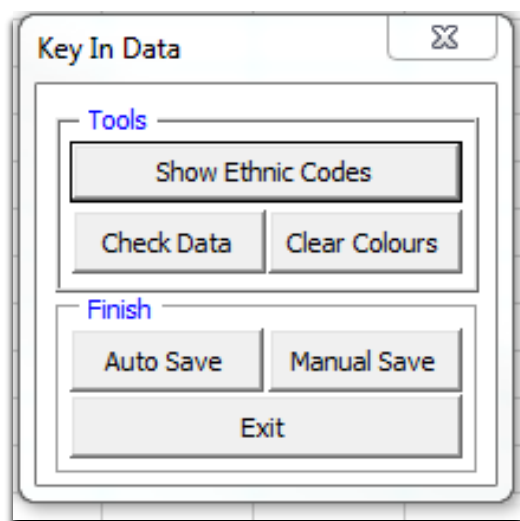 Key In Data
Tools
Show Ethnic Codes
Check Data Clear Colours
Finish
Auto Save Manual Save
Exit